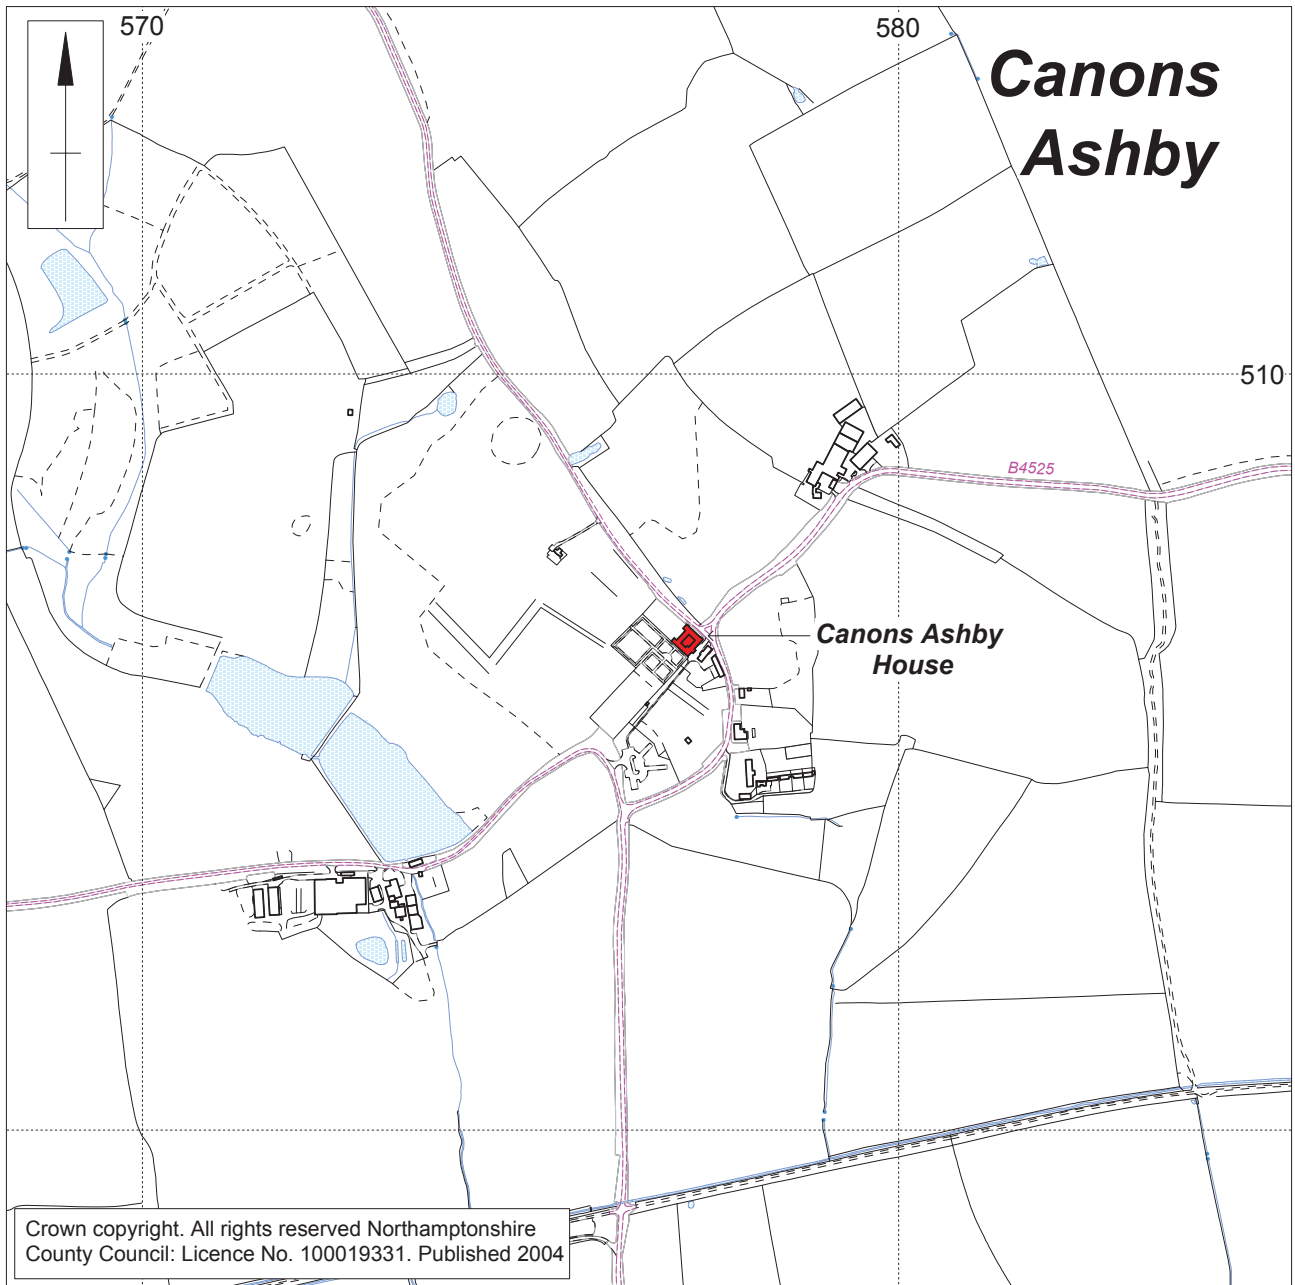 570
580
Canons
Ashby
510
B4525
Canons Ashby
House
Crown copyright. All rights reserved Northamptonshire
County Council: Licence No. 100019331. Published 2004